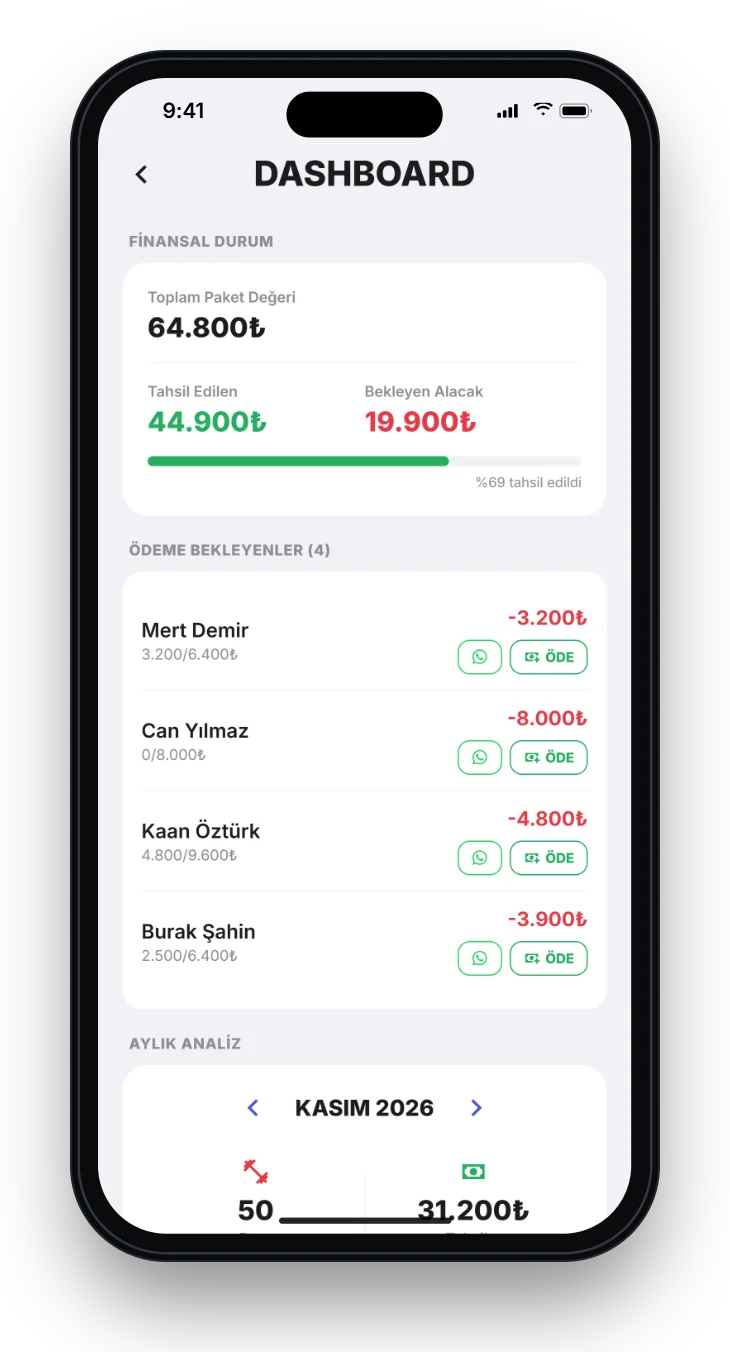 9:41
DASHBOARD
FİNANSAL DURUM
Toplam Paket Değeri
64.800₺
Tahsil Edilen
Bekleyen Alacak
44.900₺
19.900₺
%69 tahsil edildi
ÖDEME BEKLEYENLER (4)
-3.200₺
Mert Demir
3.200/6.400₺
ÖDE
-8.000₺
Can Yılmaz
0/8.000₺
ÖDE
-4.800₺
Kaan Öztürk
4.800/9.600₺
ÖDE
-3.900₺
Burak Şahin
2.500/6.400₺
ÖDE
AYLIK ANALİZ
KASIM 2026
50
31.200₺